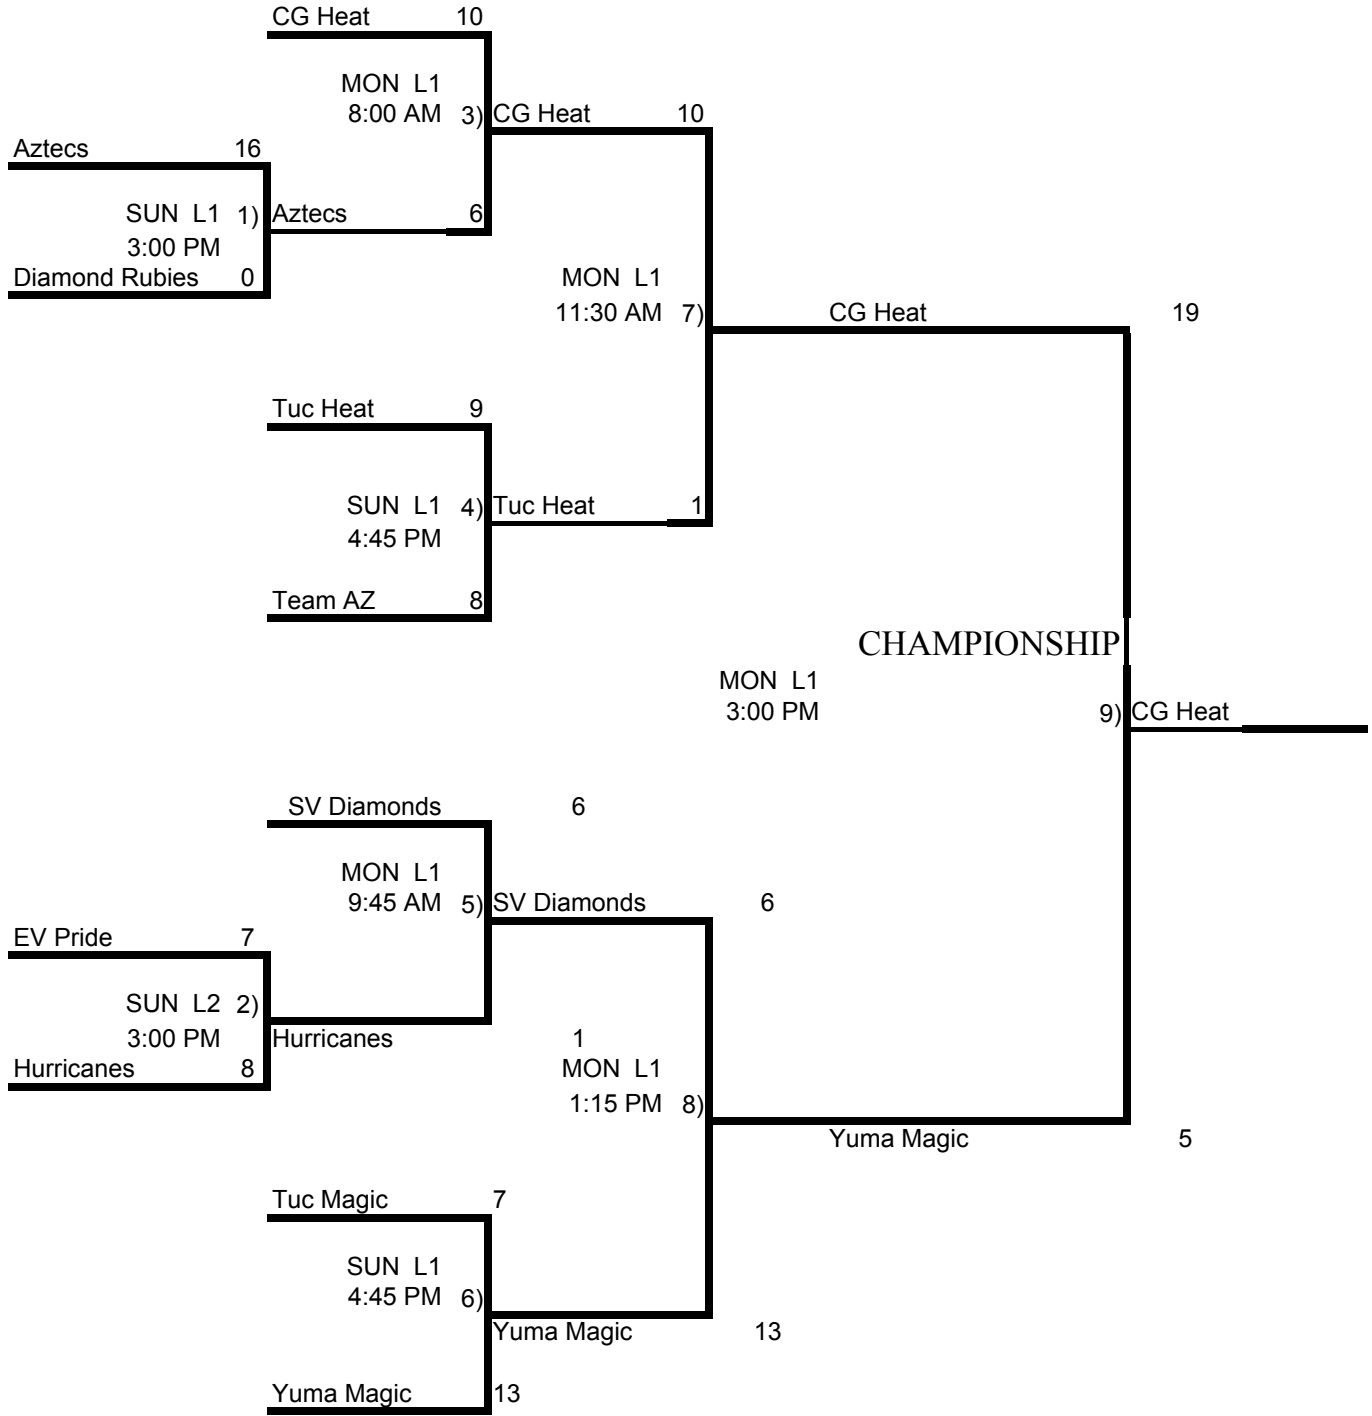 CG Heat 10
MON L1
8:00 AM 3) CG Heat 10
Aztecs 16
SUN L1 1) Aztecs 6
3:00 PM
Diamond Rubies 0
MON L1
11:30 AM 7) CG Heat 19
Tuc Heat 9
SUN L1 4) Tuc Heat 1
4:45 PM
Team AZ 8
CHAMPIONSHIP
MON L1
3:00 PM 9) CG Heat
SV Diamonds 6
MON L1
9:45 AM 5) SV Diamonds 6
EV Pride 7
SUN L2 2)
3:00 PM Hurricanes 1
Hurricanes 8 MON L1
1:15 PM 8)
Yuma Magic 5
Tuc Magic 7
SUN L1
4:45 PM 6)
Yuma Magic 13
Yuma Magic 13